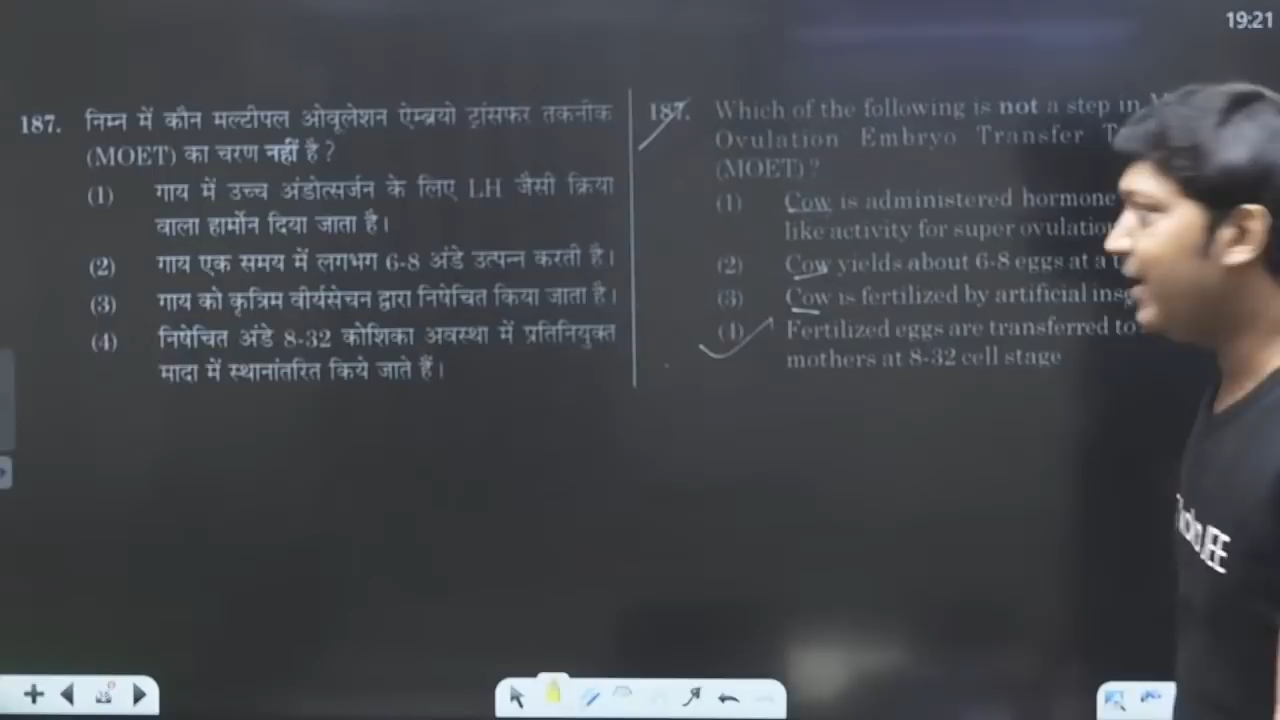 19:21
187. निम्न में कौन मल्टीपल ओवूलेशन ऐम्ब्रयो ट्रांसफर तकनीक
(MOET) का चरण नहीं है ?
(1) गाय में उच्च अंडोत्सर्जन के लिए LH जैसी क्रिया
वाला हार्मोन दिया जाता है।
(2) गाय एक समय में लगभग 6-8 अंडे उत्पन्न करती है।
(3) गाय को कृत्रिम वीर्यसेचन द्वारा निषेचित किया जाता है।
(4) निषेचित अंडे 8-32 कोशिका अवस्था में प्रतिनियुक्त
मादा में स्थानांतरित किये जाते हैं।
187. Which of the following is not a step in
Ovulation Embryo Transfer
(MOET) ?
(1) Cow is administered hormone
like activity for super ovulation
(2) Cow yields about 6-8 eggs at a
(3) Cow is fertilized by artificial
(4) Fertilized eggs are transferred to
mothers at 8-32 cell stage
JEE